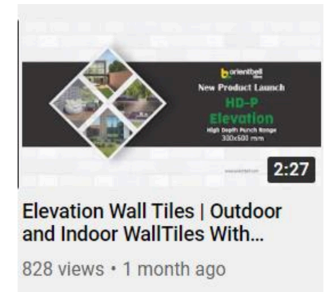 orientbell
New Product Launch
HD-P
Elevation
High Depth Punch Range
300x600 mm
2:27
Elevation Wall Tiles | Outdoor
and Indoor WallTiles With...
828 views • 1 month ago